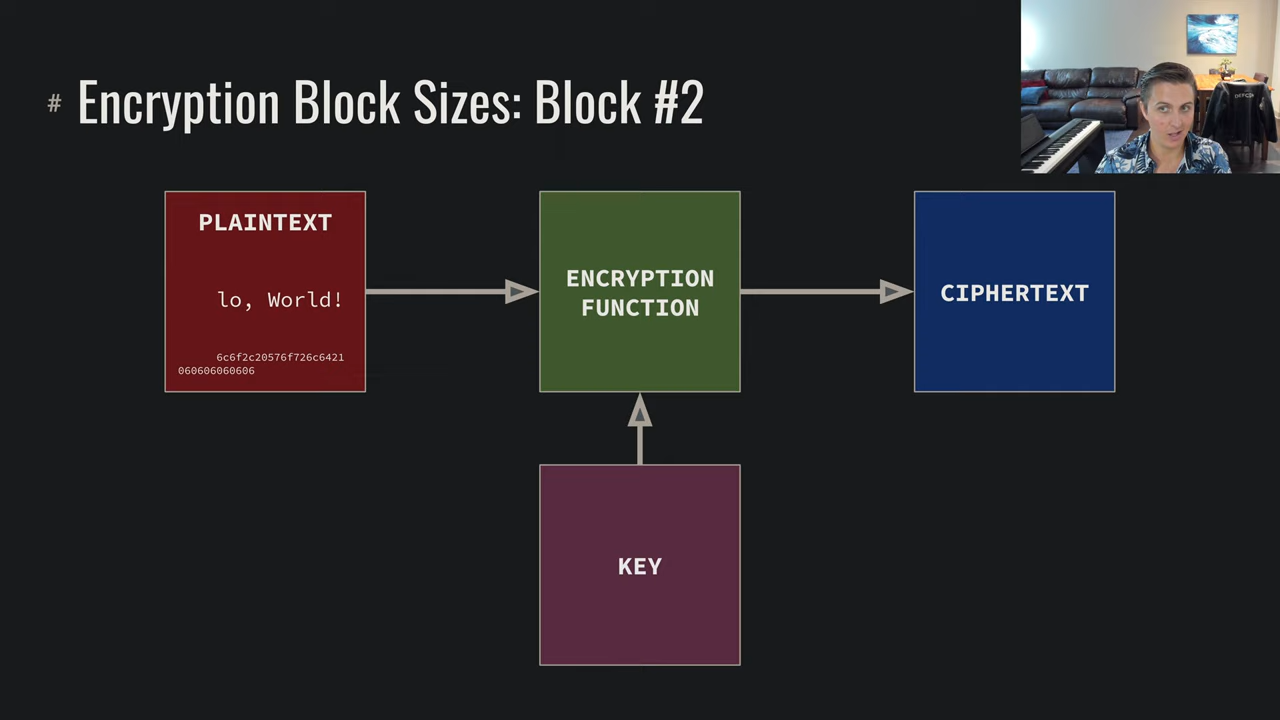 # Encryption Block Sizes: Block #2
PLAINTEXT
lo, World!
6c6f2c20576f726c6421
060606060606
ENCRYPTION
FUNCTION
CIPHERTEXT
KEY